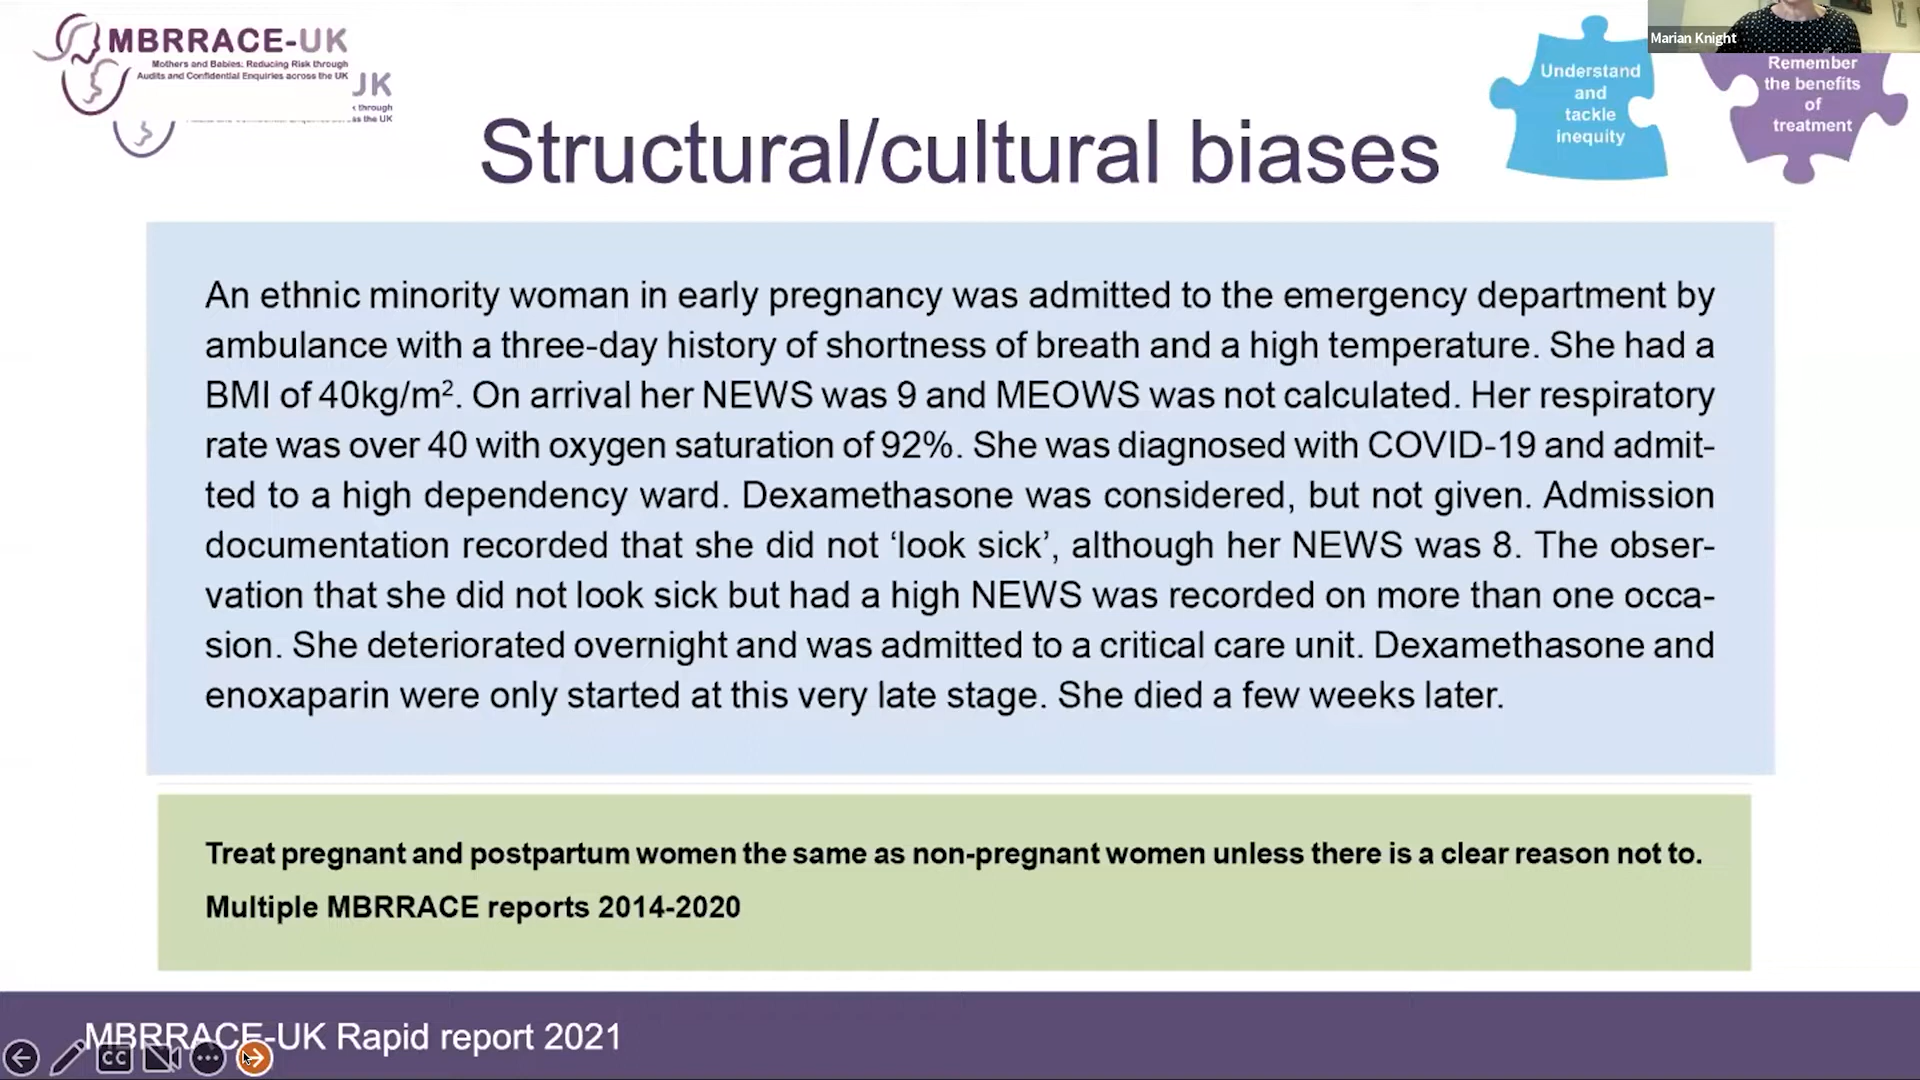 MBRRACE-UK
Mothers and Babies: Reducing Risk through
Audits and Confidential Enquiries across the UK
JK
through
ss the UK
Marian Knight
Understand
and
tackle
inequity
Remember
the benefits
of
treatment
Structural/cultural biases
An ethnic minority woman in early pregnancy was admitted to the emergency department by
ambulance with a three-day history of shortness of breath and a high temperature. She had a
BMI of 40kg/m². On arrival her NEWS was 9 and MEOWS was not calculated. Her respiratory
rate was over 40 with oxygen saturation of 92%. She was diagnosed with COVID-19 and admit-
ted to a high dependency ward. Dexamethasone was considered, but not given. Admission
documentation recorded that she did not ‘look sick’, although her NEWS was 8. The obser-
vation that she did not look sick but had a high NEWS was recorded on more than one occa-
sion. She deteriorated overnight and was admitted to a critical care unit. Dexamethasone and
enoxaparin were only started at this very late stage. She died a few weeks later.
Treat pregnant and postpartum women the same as non-pregnant women unless there is a clear reason not to.
Multiple MBRRACE reports 2014-2020
MBRRACE-UK Rapid report 2021
CC